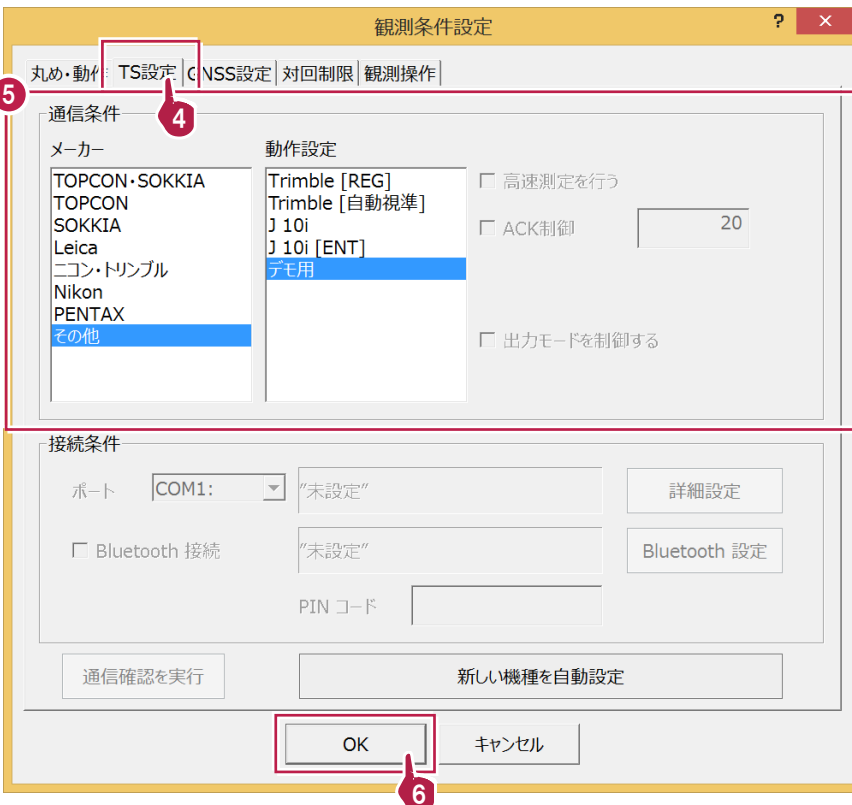 観測条件設定
? ×
丸め・動作 TS設定 GNSS設定 対回制限 観測操作
4
5
通信条件
メーカー
動作設定
TOPCON・SOKKIA
TOPCON
SOKKIA
Leica
ニコン・トリンブル
Nikon
PENTAX
その他
Trimble [REG]
Trimble [自動視準]
J 10i
J 10i [ENT]
デモ用
高速測定を行う
ACK制御 20
出力モードを制御する
接続条件
ポート COM1: "未設定" 詳細設定
Bluetooth 接続 "未設定" Bluetooth 設定
PIN コード
通信確認を実行 新しい機種を自動設定
OK キャンセル
6